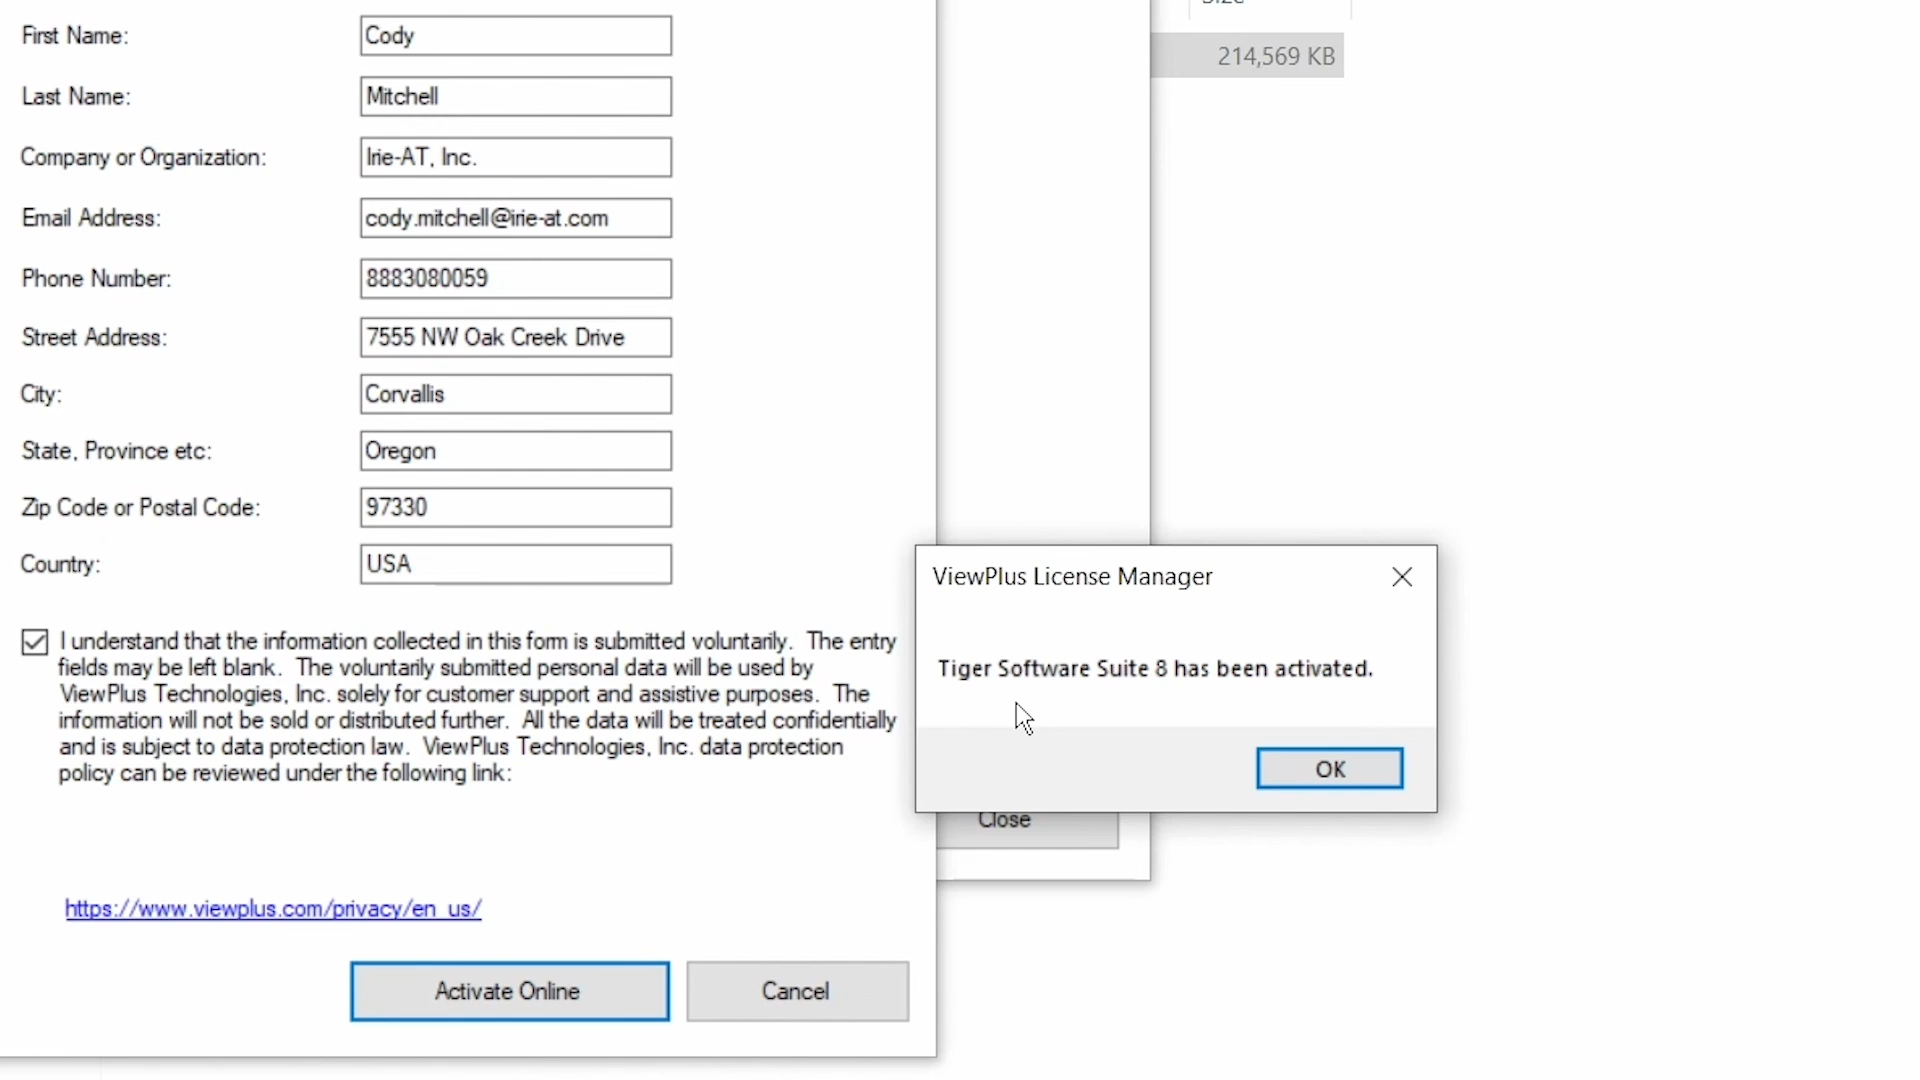 Size
214,569 KB
First Name:
Cody
Last Name:
Mitchell
Company or Organization:
Irie-AT, Inc.
Email Address:
cody.mitchell@irie-at.com
Phone Number:
8883080059
Street Address:
7555 NW Oak Creek Drive
City:
Corvallis
State, Province etc:
Oregon
Zip Code or Postal Code:
97330
Country:
USA
I understand that the information collected in this form is submitted voluntarily. The entry
fields may be left blank. The voluntarily submitted personal data will be used by
ViewPlus Technologies, Inc. solely for customer support and assistive purposes. The
information will not be sold or distributed further. All the data will be treated confidentially
and is subject to data protection law. ViewPlus Technologies, Inc. data protection
policy can be reviewed under the following link:
https://www.viewplus.com/privacy/en_us/
Activate Online
Cancel
ViewPlus License Manager
Tiger Software Suite 8 has been activated.
OK
Close